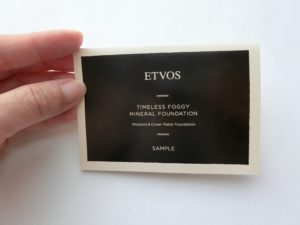 ETVOS
TIMELESS FOGGY
MINERAL FOUNDATION
Moisture & Cover Matte Foundation
SAMPLE